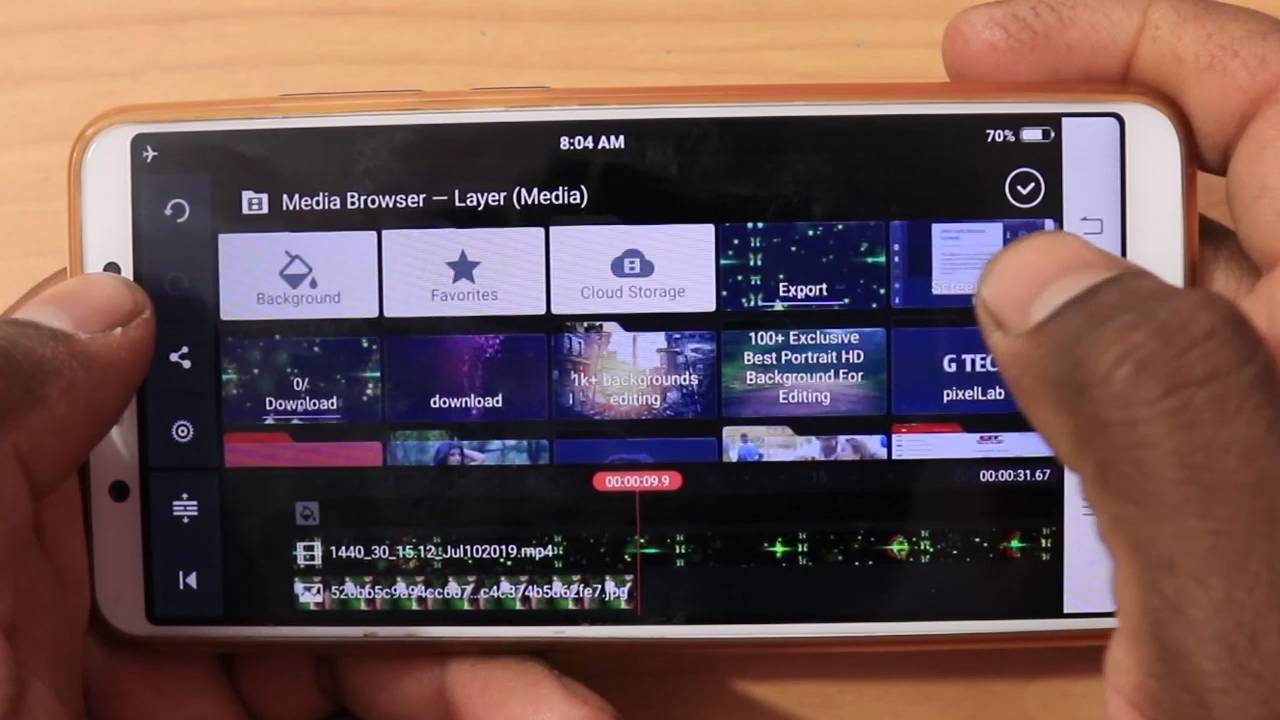 8:04 AM
70%
Media Browser — Layer (Media)
Background
Favorites
Cloud Storage
Export
0/
Download
download
1k+ backgrounds
editing
100+ Exclusive
Best Portrait HD
Background For
Editing
G TEC
pixelLab
00:00:09.9
00:00:31.67
1440_30_15.12_Jul102019.mp4